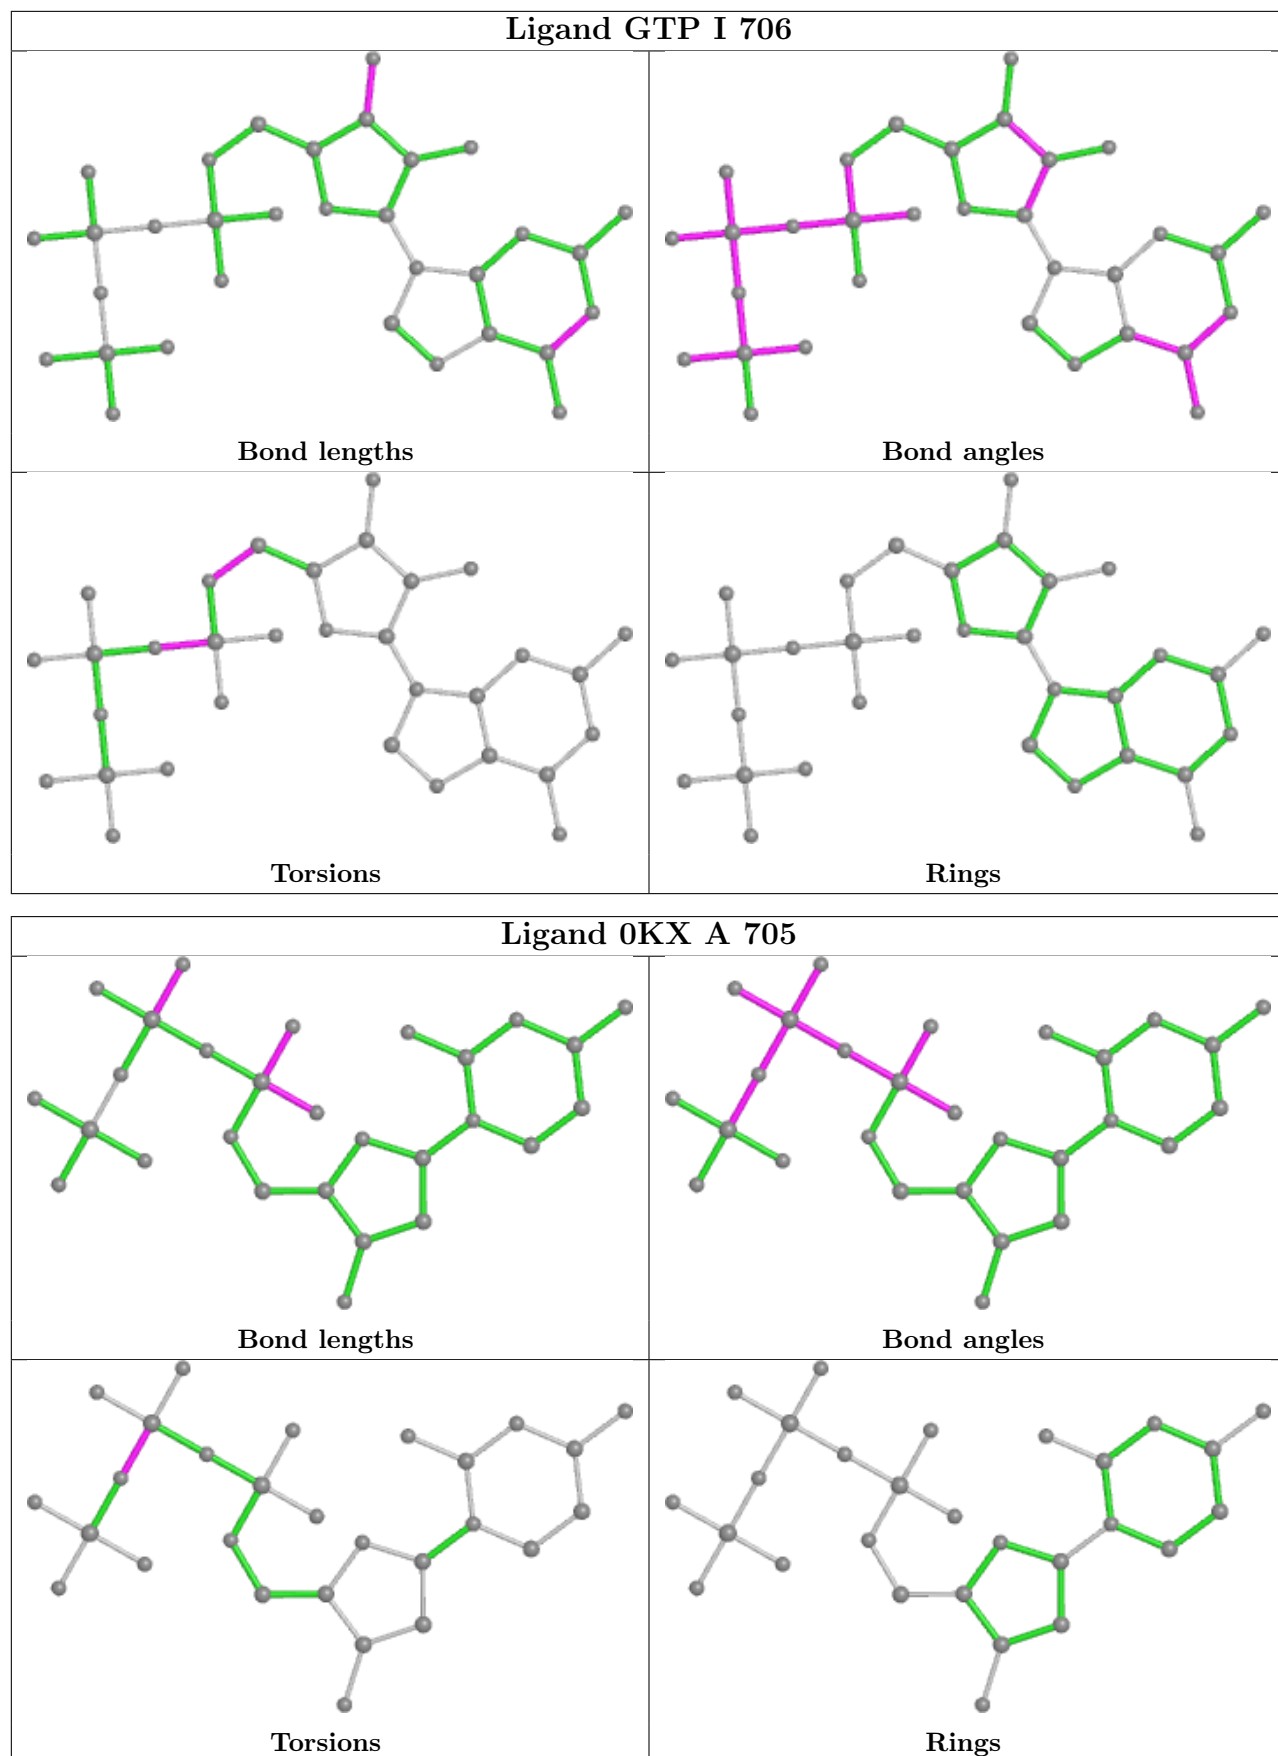 Ligand GTP I 706
Bond lengths
Bond angles
Torsions
Rings
Ligand 0KX A 705
Bond lengths
Bond angles
Torsions
Rings